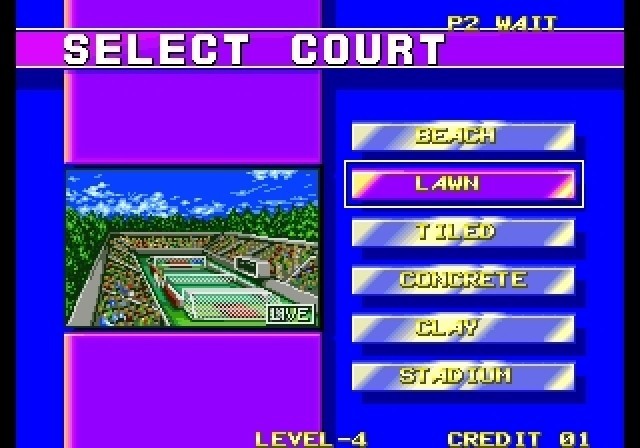 P2 WAIT
SELECT COURT
BEACH
LAWN
TILED
CONCRETE
CLAY
STADIUM
LIVE
LEVEL-4
CREDIT 01